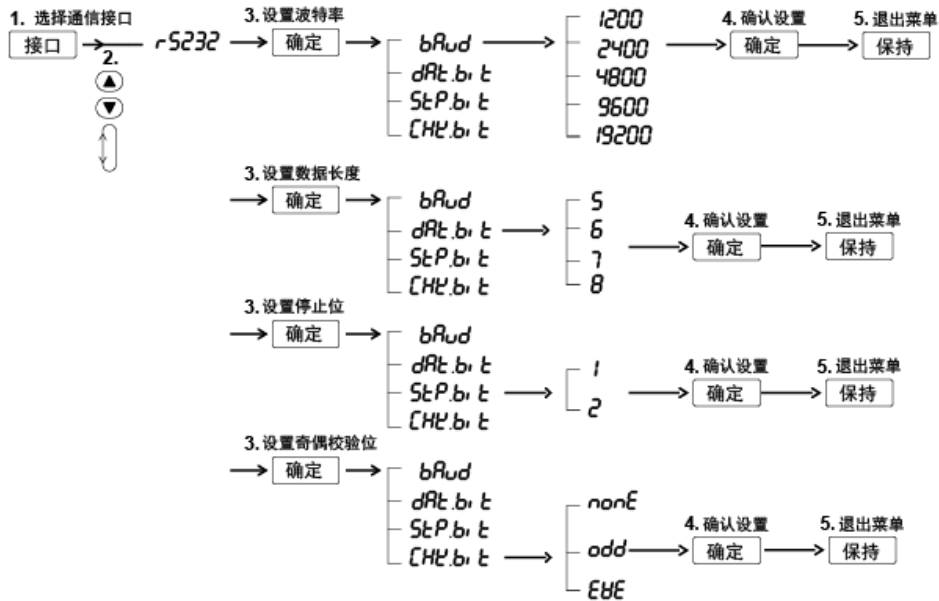 1. 选择通信接口
接口
2.
rS232
3.设置波特率
确定
bAud
dAt.bit
StP.bit
CHK.bit
1200
2400
4800
9600
19200
4. 确认设置
确定
5. 退出菜单
保持
3.设置数据长度
确定
bAud
dAt.bit
StP.bit
CHK.bit
5
6
7
8
4. 确认设置
确定
5. 退出菜单
保持
3.设置停止位
确定
bAud
dAt.bit
StP.bit
CHK.bit
1
2
4. 确认设置
确定
5. 退出菜单
保持
3.设置奇偶校验位
确定
bAud
dAt.bit
StP.bit
CHK.bit
nonE
odd
EVE
4. 确认设置
确定
5. 退出菜单
保持